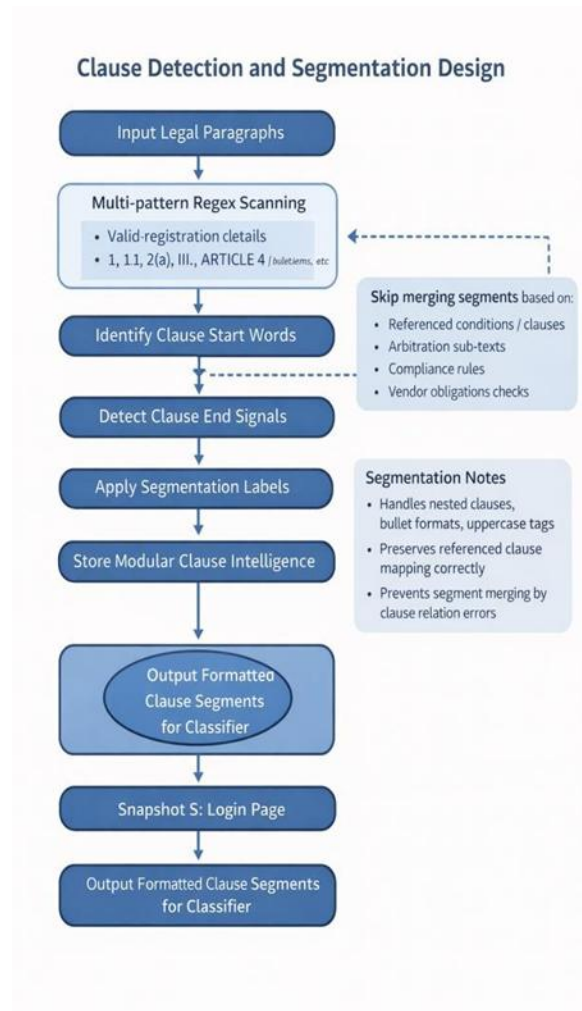 Clause Detection and Segmentation Design
Input Legal Paragraphs
Multi-pattern Regex Scanning
• Valid-registration cletails
• 1, 1.1, 2(a), III., ARTICLE 4 / buletiems, etc
Skip merging segments based on:
• Referenced conditions / clauses
• Arbitration sub-texts
• Compliance rules
• Vendor obligations checks
Identify Clause Start Words
Detect Clause End Signals
Apply Segmentation Labels
Store Modular Clause Intelligence
Segmentation Notes
• Handles nested clauses,
bullet formats, uppercase tags
• Preserves referenced clause
mapping correctly
• Prevents segment merging by
clause relation errors
Output Formatted
Clause Segments
for Classifier
Snapshot S: Login Page
Output Formatted Clause Segments
for Classifier